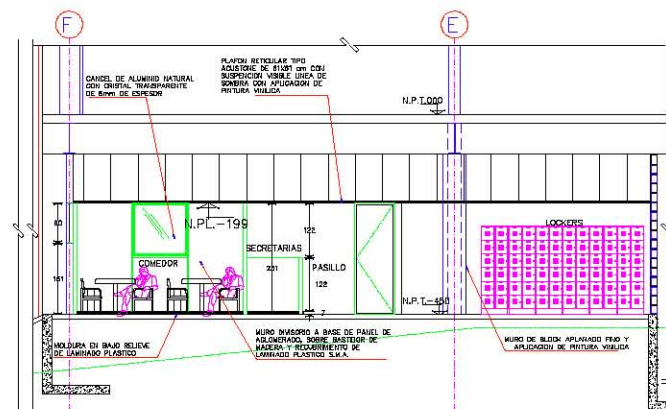 F
E
CANCEL DE ALUMINIO NATURAL
CON CRISTAL TRANSPARENTE
DE 6mm DE ESPESOR
PLAFON RETICULAR TIPO
ACUSTONE DE 61X61 cm CON
SUSPENCION VISIBLE LINEA DE
SOMBRA CON APLICACION DE
PINTURA VINILICA
N.P.T.000
N.PL.-199
122
LOCKERS
SECRETARIAS
COMEDOR
231
PASILLO
122
151
N.P.T.-450
7
MOLDURA EN BAJO RELIEVE
DE LAMINADO PLASTICO
MURO DIVISORIO A BASE DE PANEL DE
AGLOMERADO, SOBRE BASTIDOR DE
MADERA Y RECUBRIMIENTO DE
LAMINADO PLASTICO S.M.A.
MURO DE BLOCK APLANADO FINO Y
APLICACION DE PINTURA VINILICA